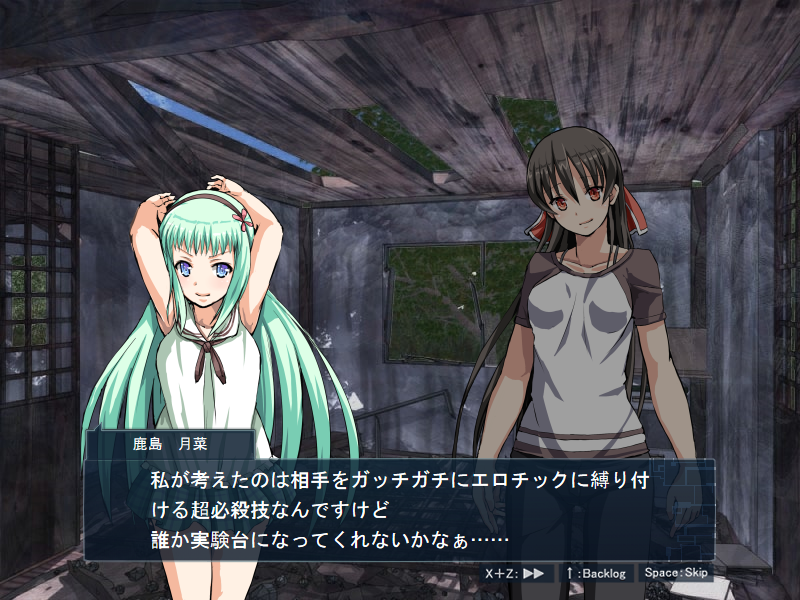 鹿島　月菜
私が考えたのは相手をガッチガチにエロチックに縛り付
ける超必殺技なんですけど
誰か実験台になってくれないかなぁ……
X+Z:▶▶ ↑:Backlog Space:Skip